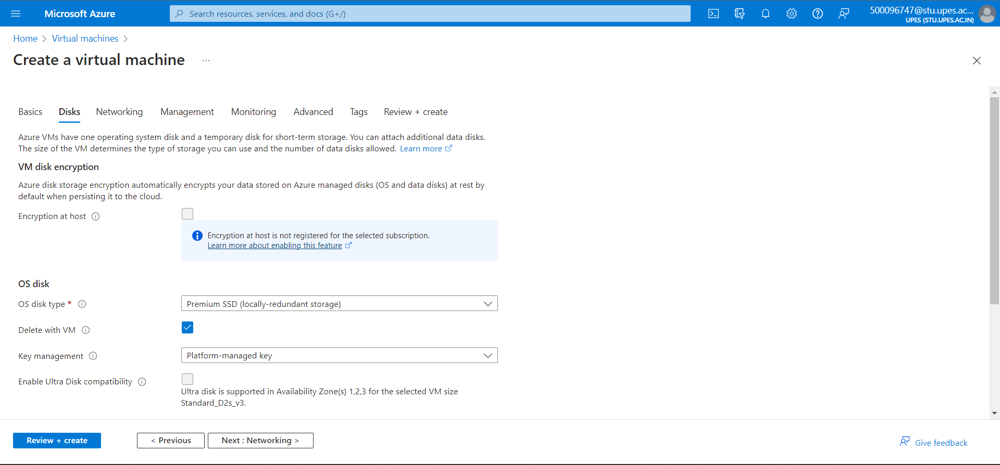 Microsoft Azure
Search resources, services, and docs (G+/)
500096747@stu.upes.ac...
UPES (STU.UPES.AC.IN)
Home > Virtual machines >
Create a virtual machine ...
Basics Disks Networking Management Monitoring Advanced Tags Review + create
Azure VMs have one operating system disk and a temporary disk for short-term storage. You can attach additional data disks.
The size of the VM determines the type of storage you can use and the number of data disks allowed. Learn more
VM disk encryption
Azure disk storage encryption automatically encrypts your data stored on Azure managed disks (OS and data disks) at rest by
default when persisting it to the cloud.
Encryption at host
Encryption at host is not registered for the selected subscription.
Learn more about enabling this feature
OS disk
OS disk type * Premium SSD (locally-redundant storage)
Delete with VM
Key management Platform-managed key
Enable Ultra Disk compatibility
Ultra disk is supported in Availability Zone(s) 1,2,3 for the selected VM size
Standard_D2s_v3.
Review + create < Previous Next : Networking > Give feedback